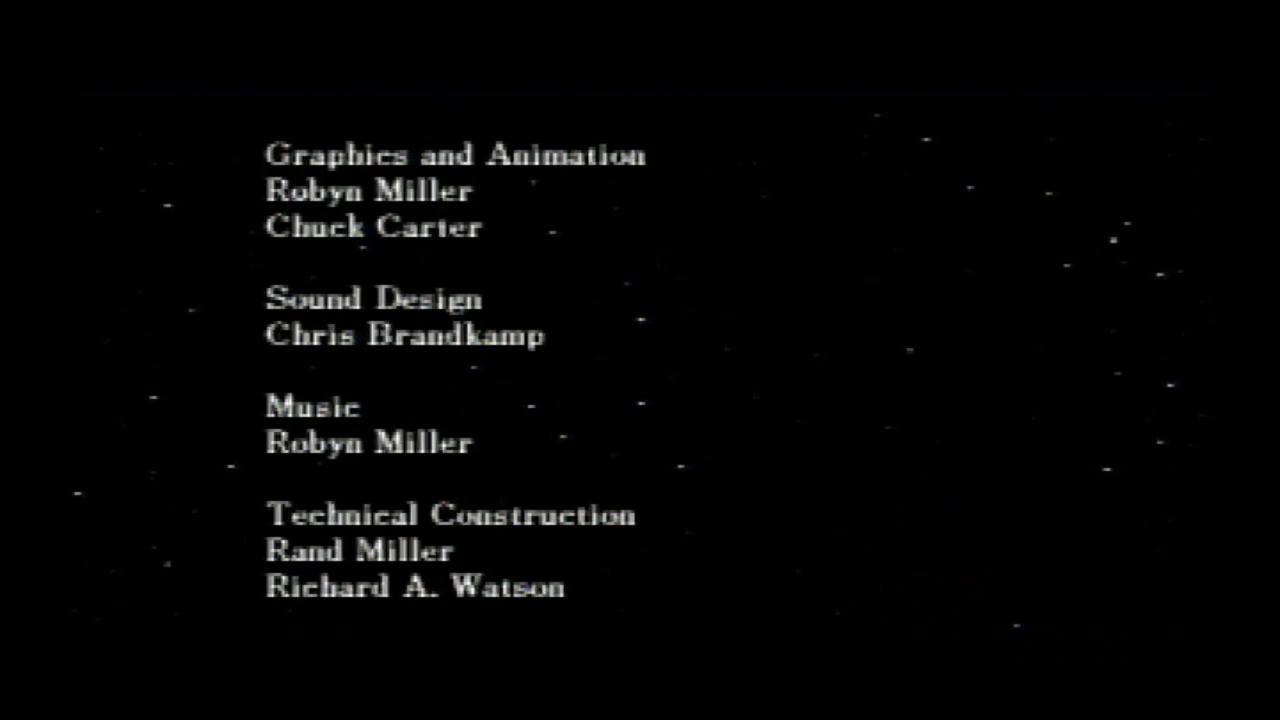 Graphics and Animation
Robyn Miller
Chuck Carter
Sound Design
Chris Brandkamp
Music
Robyn Miller
Technical Construction
Rand Miller
Richard A. Watson